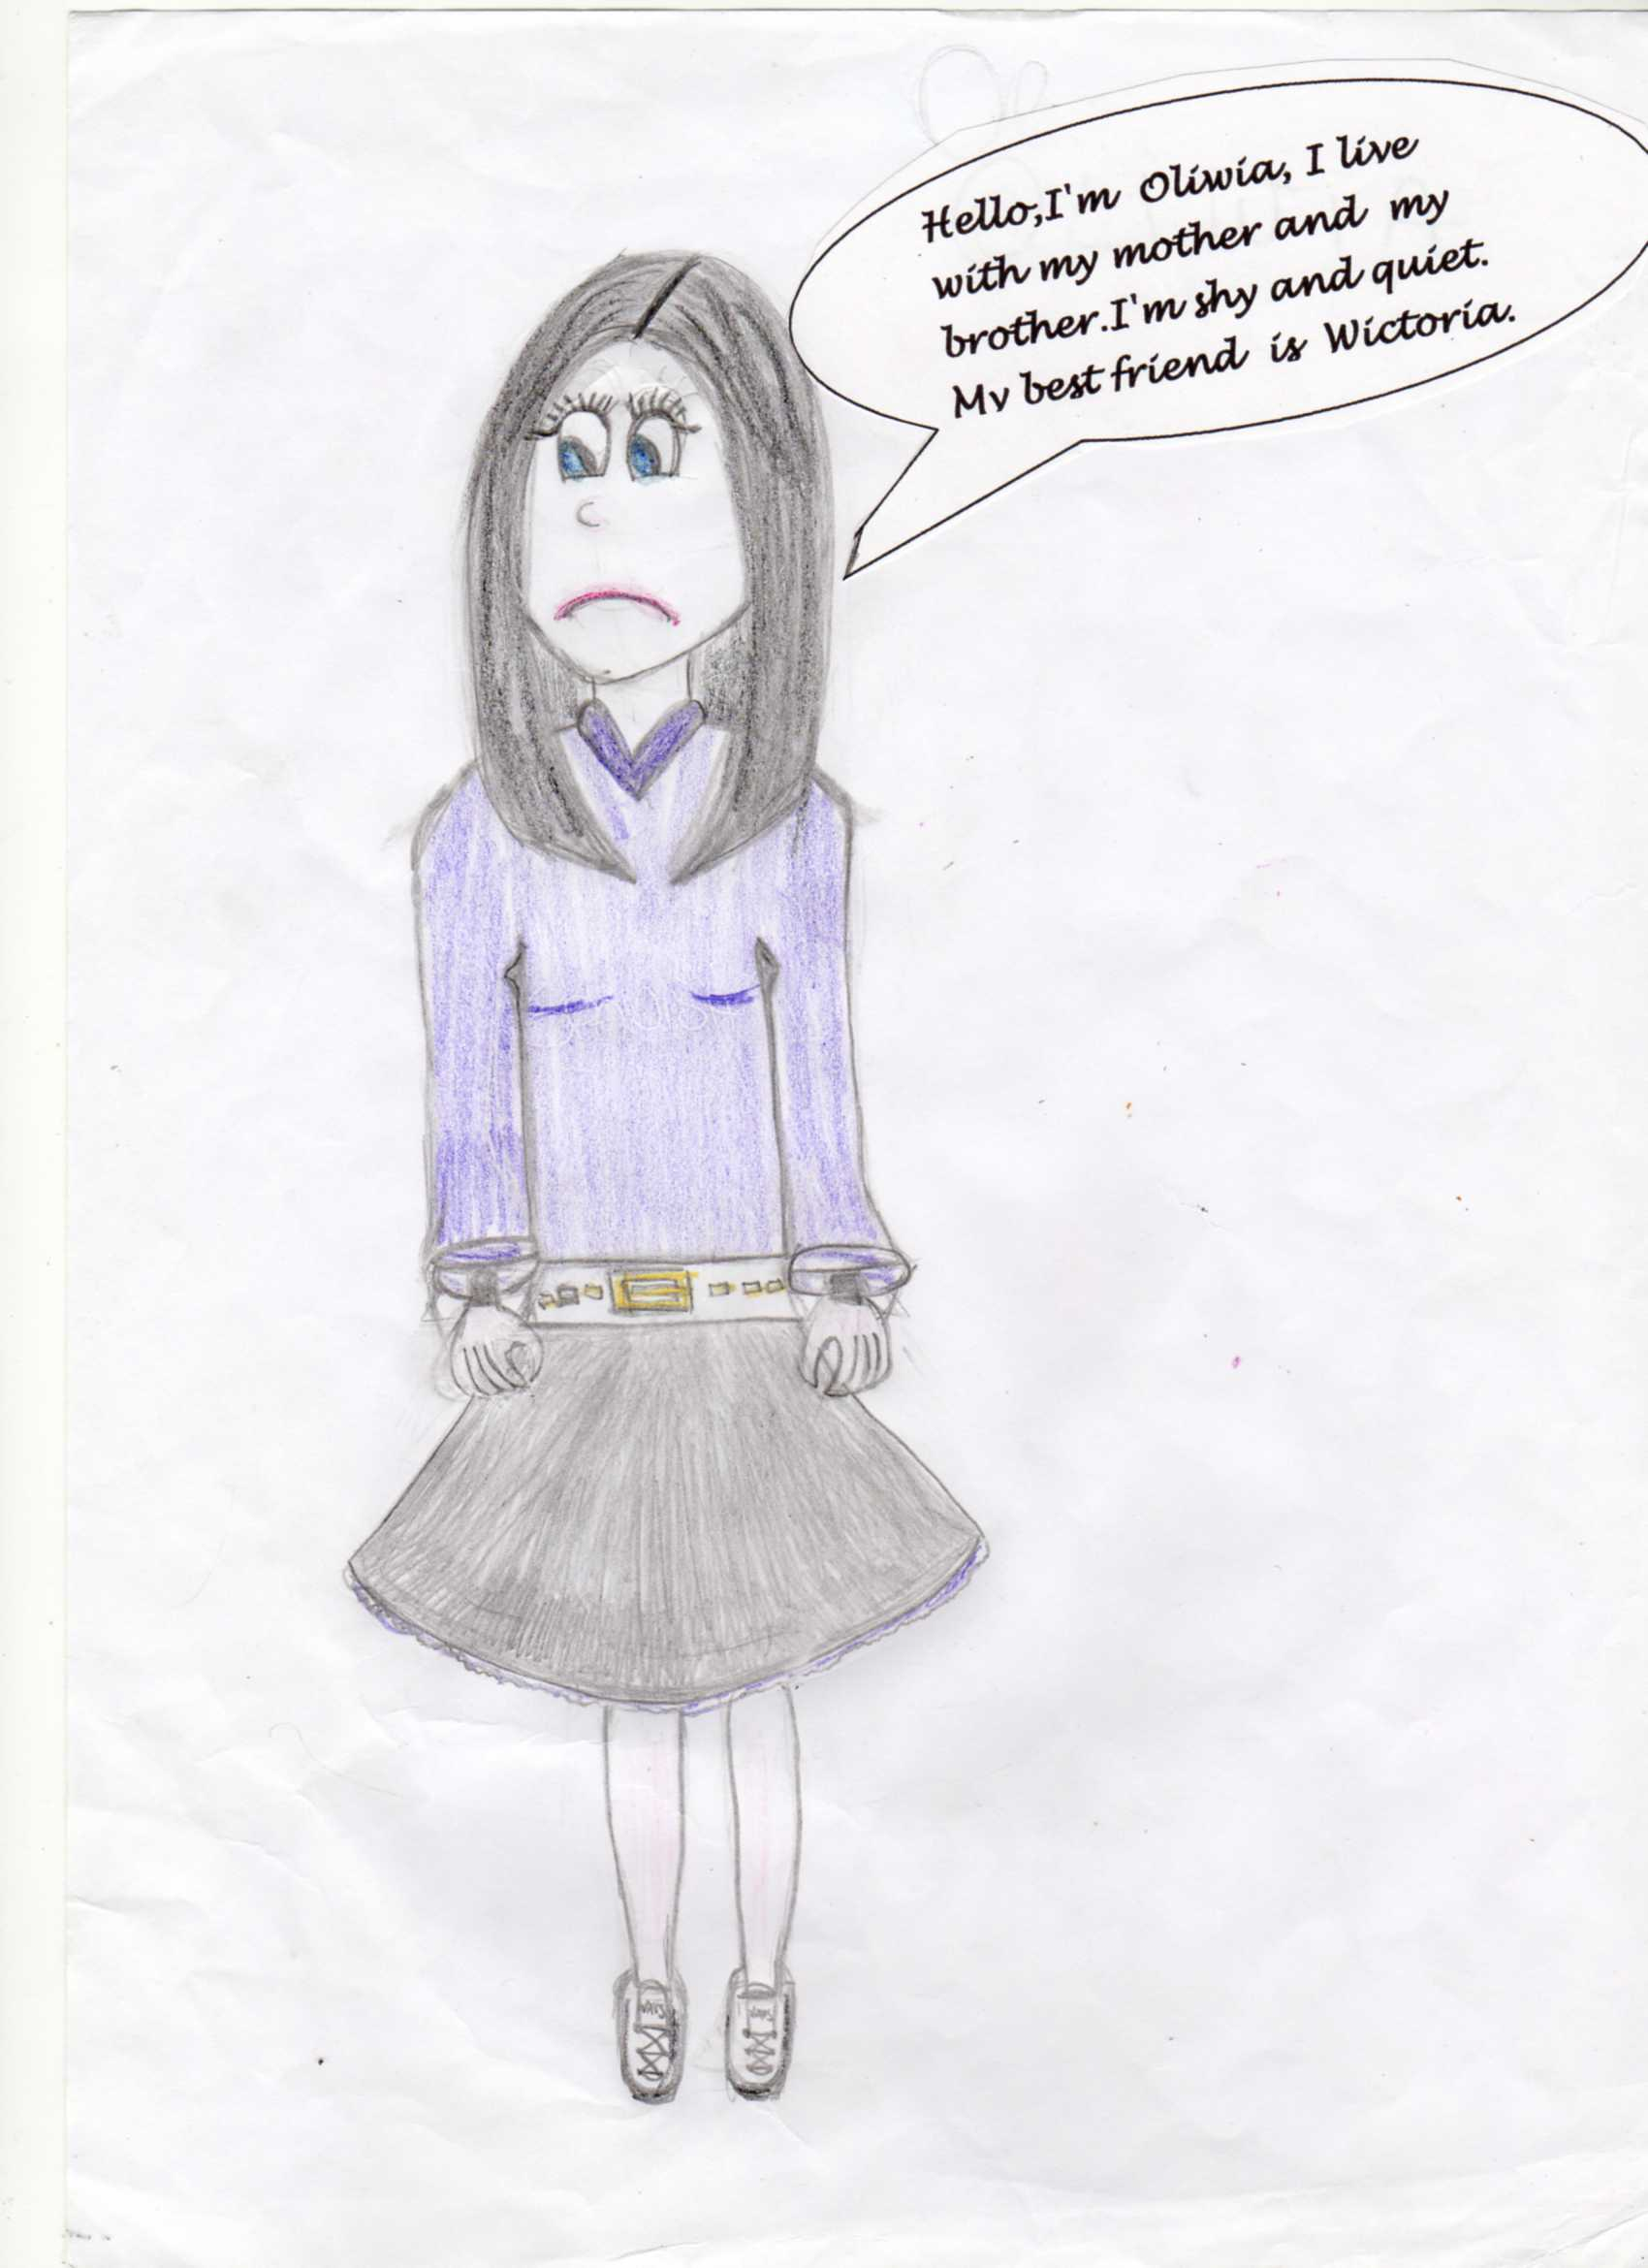 Hello,I'm Oliwia, I live
with my mother and my
brother.I'm shy and quiet.
My best friend is Wictoria.